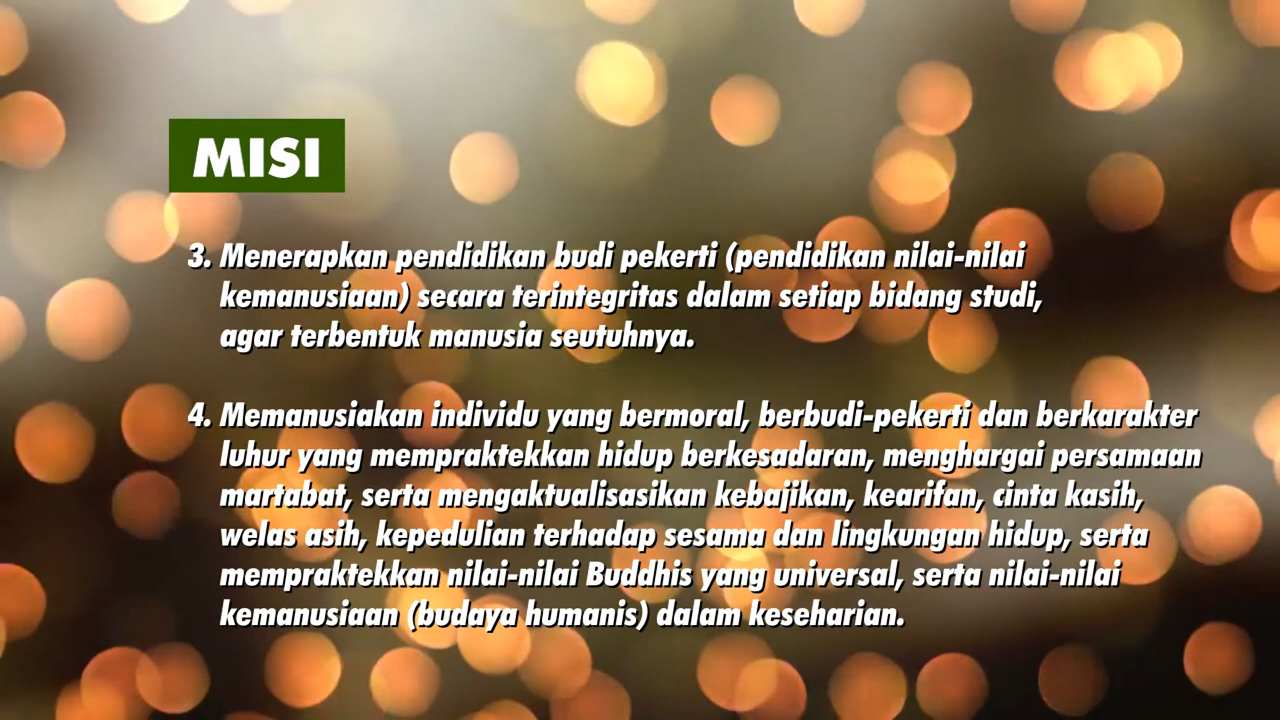 MISI
3. Menerapkan pendidikan budi pekerti (pendidikan nilai-nilai
kemanusiaan) secara terintegritas dalam setiap bidang studi,
agar terbentuk manusia seutuhnya.
4. Memanusiakan individu yang bermoral, berbudi-pekerti dan berkarakter
luhur yang mempraktekkan hidup berkesadaran, menghargai persamaan
martabat, serta mengaktualisasikan kebajikan, kearifan, cinta kasih,
welas asih, kepedulian terhadap sesama dan lingkungan hidup, serta
mempraktekkan nilai-nilai Buddhis yang universal, serta nilai-nilai
kemanusiaan (budaya humanis) dalam keseharian.